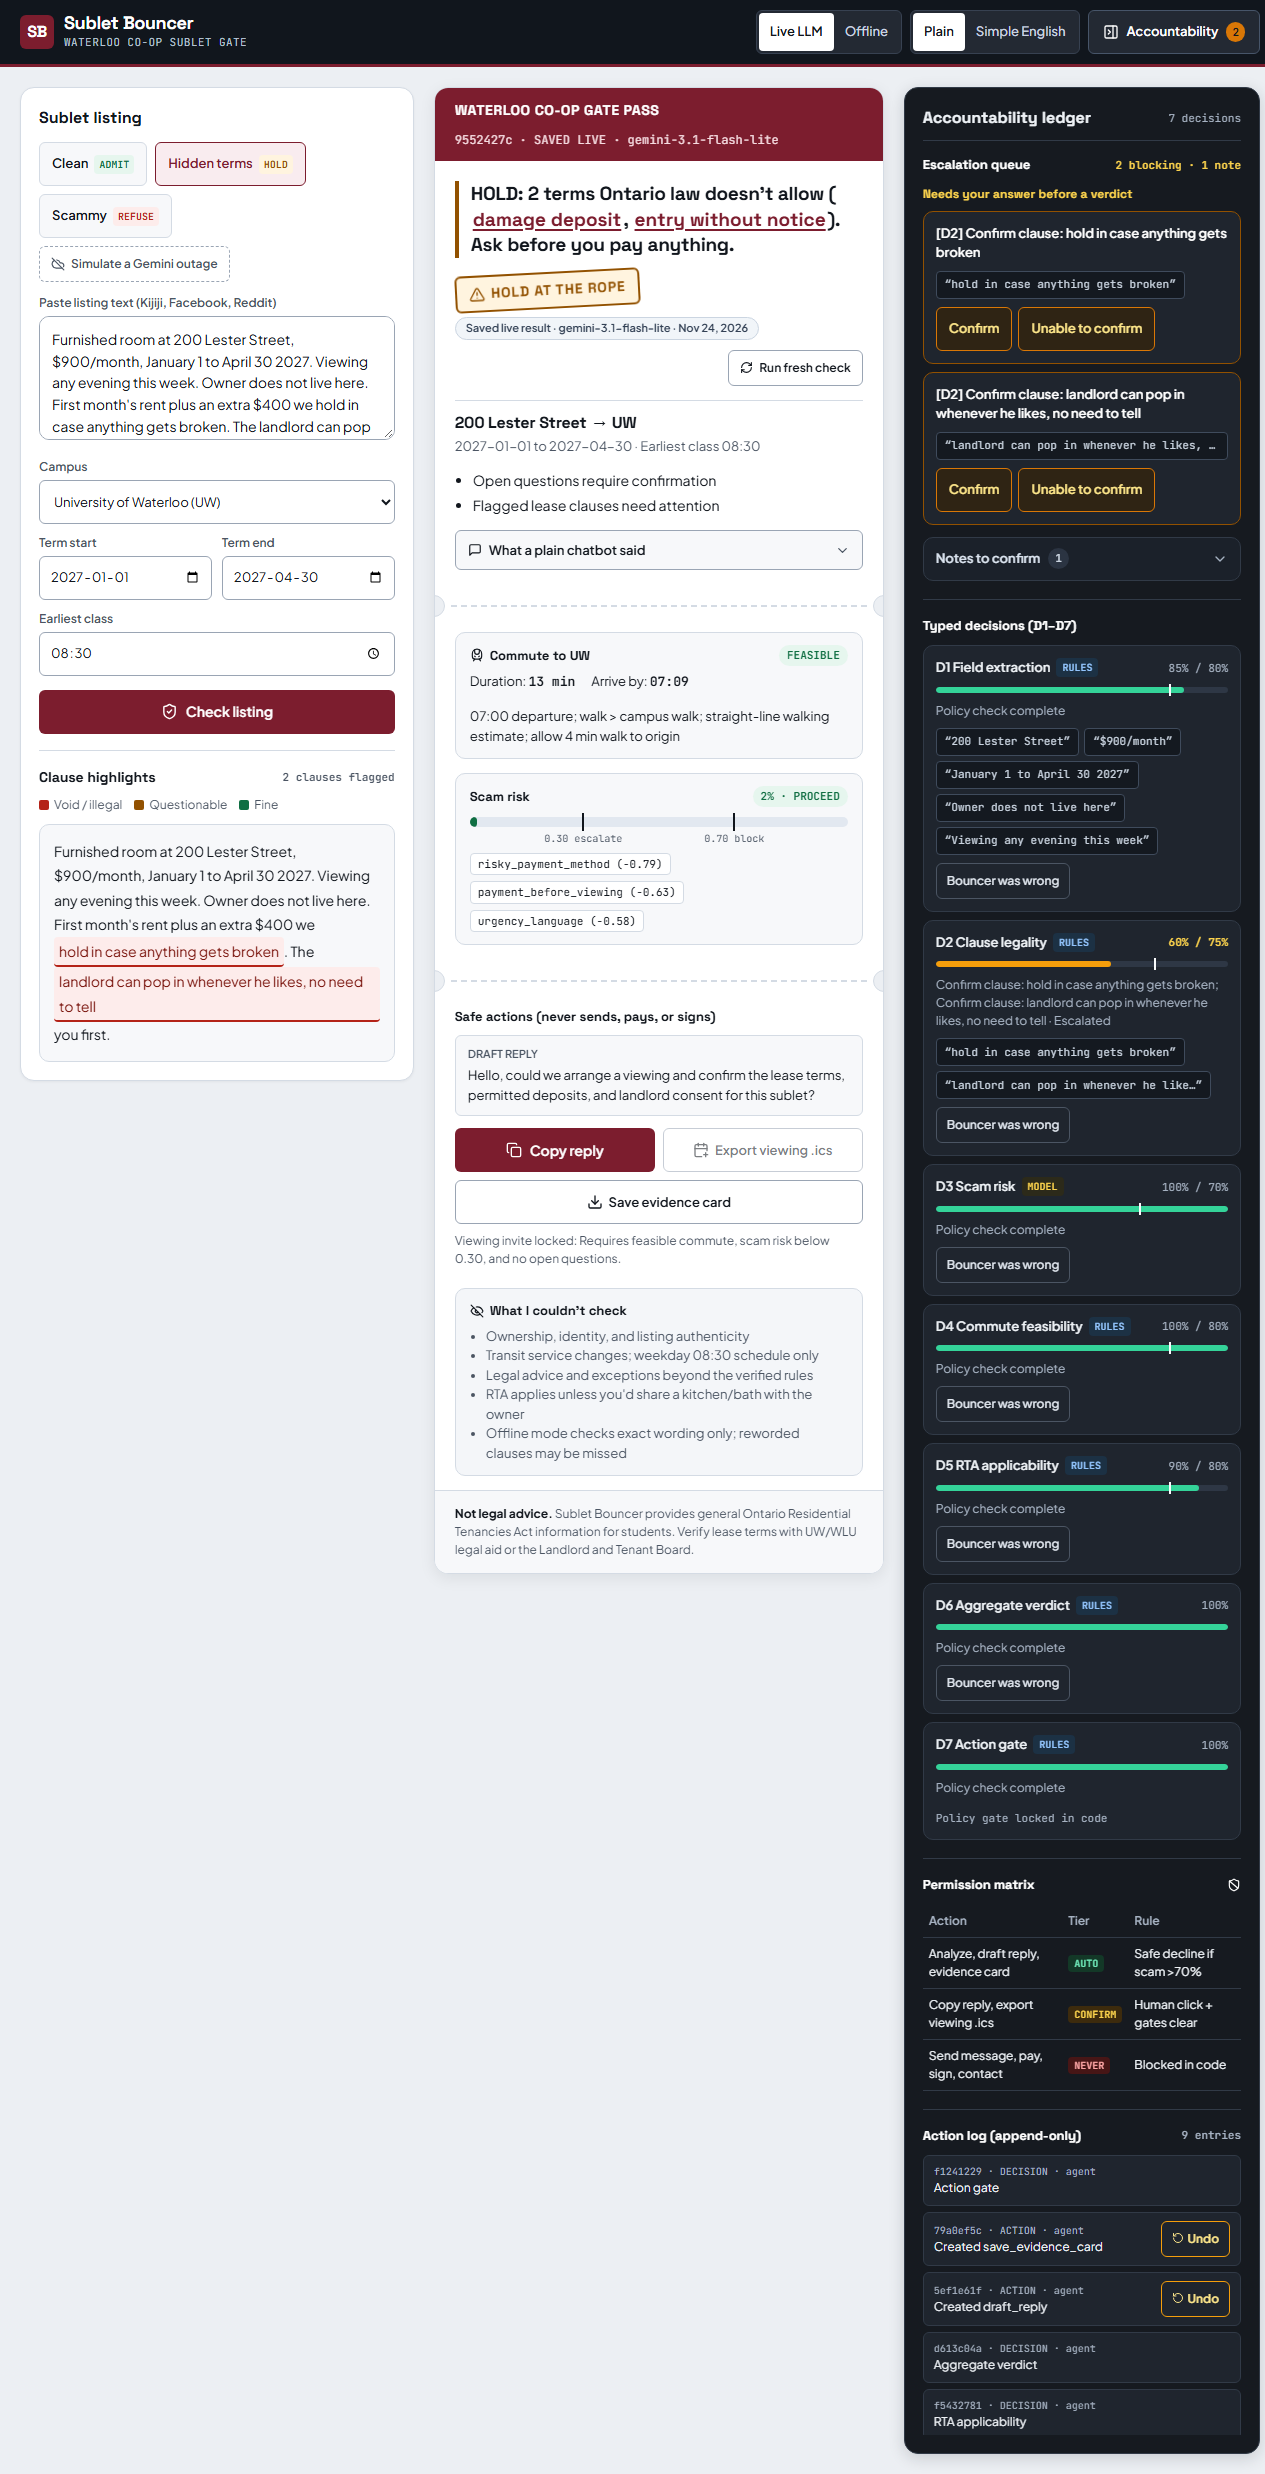 SB
Sublet Bouncer
WATERLOO CO-OP SUBLET GATE
Live LLM
Offline
Plain
Simple English
Accountability 2
Sublet listing
Clean ADMIT
Hidden terms HOLD
Scammy REFUSE
Simulate a Gemini outage
Paste listing text (Kijiji, Facebook, Reddit)
Furnished room at 200 Lester Street,
$900/month, January 1 to April 30 2027. Viewing
any evening this week. Owner does not live here.
First month's rent plus an extra $400 we hold in
case anything gets broken. The landlord can pop
Campus
University of Waterloo (UW)
Term start
Term end
2027-01-01
2027-04-30
Earliest class
08:30
Check listing
Clause highlights
2 clauses flagged
Void / illegal
Questionable
Fine
Furnished room at 200 Lester Street,
$900/month, January 1 to April 30 2027. Viewing
any evening this week. Owner does not live here.
First month's rent plus an extra $400 we
hold in case anything gets broken . The
landlord can pop in whenever he likes, no need
to tell
you first.
WATERLOO CO-OP GATE PASS
9552427c · SAVED LIVE · gemini-3.1-flash-lite
HOLD: 2 terms Ontario law doesn't allow (
damage deposit, entry without notice).
Ask before you pay anything.
HOLD AT THE ROPE
Saved live result · gemini-3.1-flash-lite · Nov 24, 2026
Run fresh check
200 Lester Street → UW
2027-01-01 to 2027-04-30 · Earliest class 08:30
• Open questions require confirmation
• Flagged lease clauses need attention
What a plain chatbot said
Commute to UW
FEASIBLE
Duration: 13 min Arrive by: 07:09
07:00 departure; walk > campus walk; straight-line walking
estimate; allow 4 min walk to origin
Scam risk
2% · PROCEED
0.30 escalate
0.70 block
risky_payment_method (-0.79)
payment_before_viewing (-0.63)
urgency_language (-0.58)
Safe actions (never sends, pays, or signs)
DRAFT REPLY
Hello, could we arrange a viewing and confirm the lease terms,
permitted deposits, and landlord consent for this sublet?
Copy reply
Export viewing .ics
Save evidence card
Viewing invite locked: Requires feasible commute, scam risk below
0.30, and no open questions.
What I couldn't check
• Ownership, identity, and listing authenticity
• Transit service changes; weekday 08:30 schedule only
• Legal advice and exceptions beyond the verified rules
• RTA applies unless you'd share a kitchen/bath with the
owner
• Offline mode checks exact wording only; reworded
clauses may be missed
Not legal advice. Sublet Bouncer provides general Ontario Residential
Tenancies Act information for students. Verify lease terms with UW/WLU
legal aid or the Landlord and Tenant Board.
Accountability ledger
7 decisions
Escalation queue
2 blocking · 1 note
Needs your answer before a verdict
[D2] Confirm clause: hold in case anything gets
broken
“hold in case anything gets broken”
Confirm
Unable to confirm
[D2] Confirm clause: landlord can pop in
whenever he likes, no need to tell
“landlord can pop in whenever he likes, …
Confirm
Unable to confirm
Notes to confirm 1
Typed decisions (D1–D7)
D1 Field extraction RULES 85% / 80%
Policy check complete
“200 Lester Street” “$900/month”
“January 1 to April 30 2027”
“Owner does not live here”
“Viewing any evening this week”
Bouncer was wrong
D2 Clause legality RULES 60% / 75%
Confirm clause: hold in case anything gets broken;
Confirm clause: landlord can pop in whenever he
likes, no need to tell · Escalated
“hold in case anything gets broken”
“landlord can pop in whenever he like…”
Bouncer was wrong
D3 Scam risk MODEL 100% / 70%
Policy check complete
Bouncer was wrong
D4 Commute feasibility RULES 100% / 80%
Policy check complete
Bouncer was wrong
D5 RTA applicability RULES 90% / 80%
Policy check complete
Bouncer was wrong
D6 Aggregate verdict RULES 100%
Policy check complete
Bouncer was wrong
D7 Action gate RULES 100%
Policy check complete
Policy gate locked in code
Permission matrix
Action Tier Rule
Analyze, draft reply,
evidence card
AUTO
Safe decline if
scam >70%
Copy reply, export
viewing .ics
CONFIRM
Human click +
gates clear
Send message, pay,
sign, contact
NEVER
Blocked in code
Action log (append-only)
9 entries
f1241229 · DECISION · agent
Action gate
79a0ef5c · ACTION · agent
Created save_evidence_card
Undo
5ef1e61f · ACTION · agent
Created draft_reply
Undo
d613c04a · DECISION · agent
Aggregate verdict
f5432781 · DECISION · agent
RTA applicability